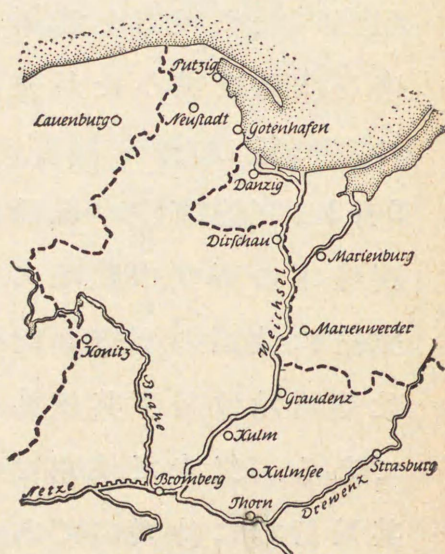 Putzig
Lauenburg
Neustadt
Gotenhafen
Danzig
Dirschau
Marienburg
Weichsel
Marienwerder
Konitz
Brahe
Graudenz
Kulm
Kulmsee
Strasburg
Netze
Bromberg
Thorn
Drewenz